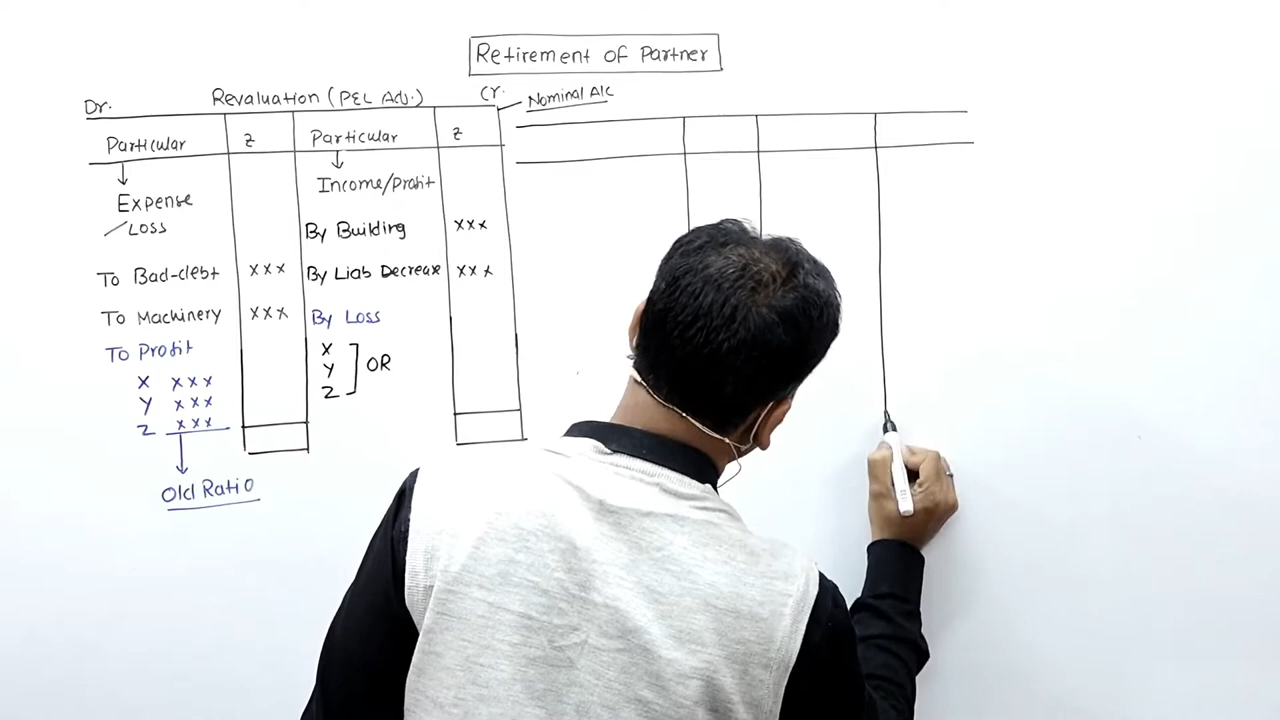 Retirement of Partner
Dr. Revaluation (P&L Adj.) Cr. Nominal A/c
Particular z Particular z
Expense Income/Profit
/Loss By Building xxx
To Bad-debt xxx By Liab Decrease xxx
To Machinery xxx By Loss
To Profit X
X xxx Y OR
Y xxx Z
Z xxx
Old Ratio